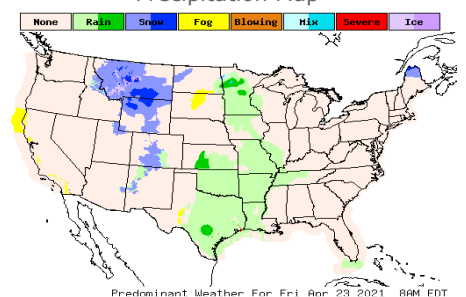 Precipitation Map
None Rain Snow Fog Blowing Mix Severe Ice
Predominant Weather For Fri Apr 23 2021 8AM EDT